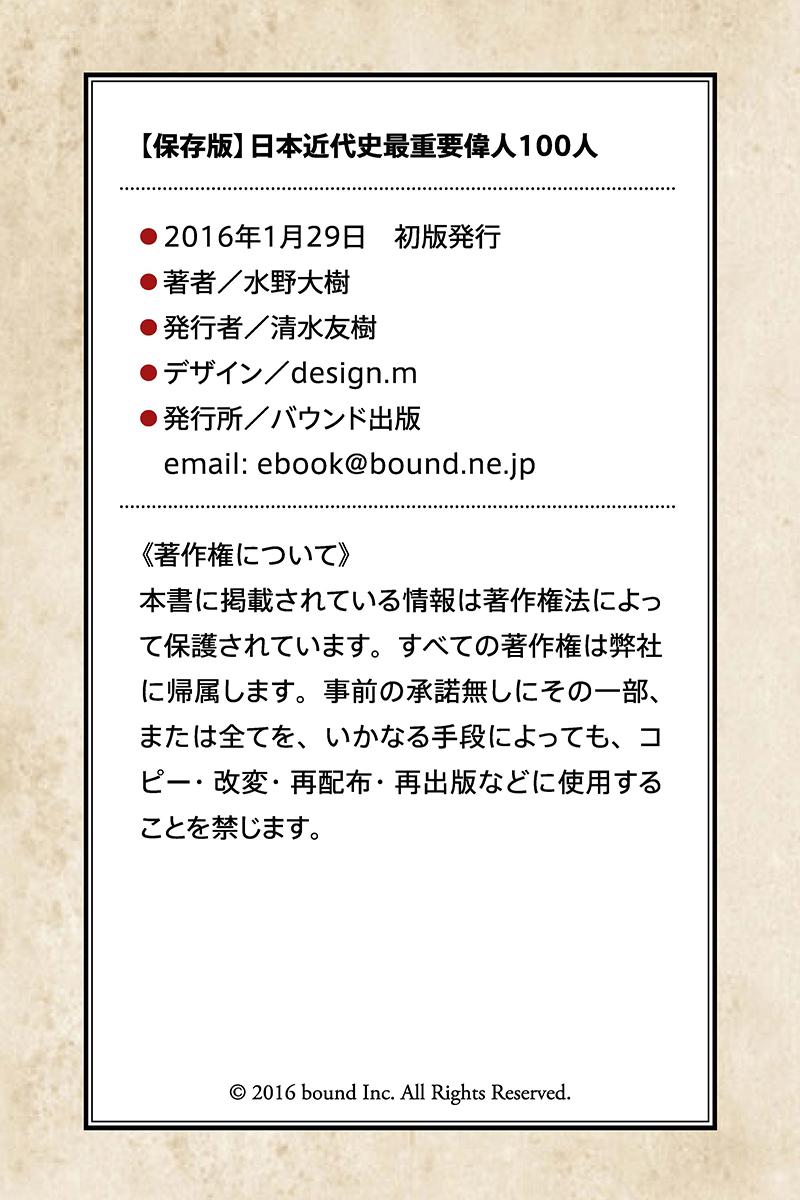 【保存版】日本近代史最重要偉人100人
●2016年1月29日　初版発行
●著者／水野大樹
●発行者／清水友樹
●デザイン／design.m
●発行所／バウンド出版
email: ebook@bound.ne.jp
《著作権について》
本書に掲載されている情報は著作権法によっ
て保護されています。すべての著作権は弊社
に帰属します。事前の承諾無しにその一部、
または全てを、いかなる手段によっても、コ
ピー・改変・再配布・再出版などに使用する
ことを禁じます。
© 2016 bound Inc. All Rights Reserved.